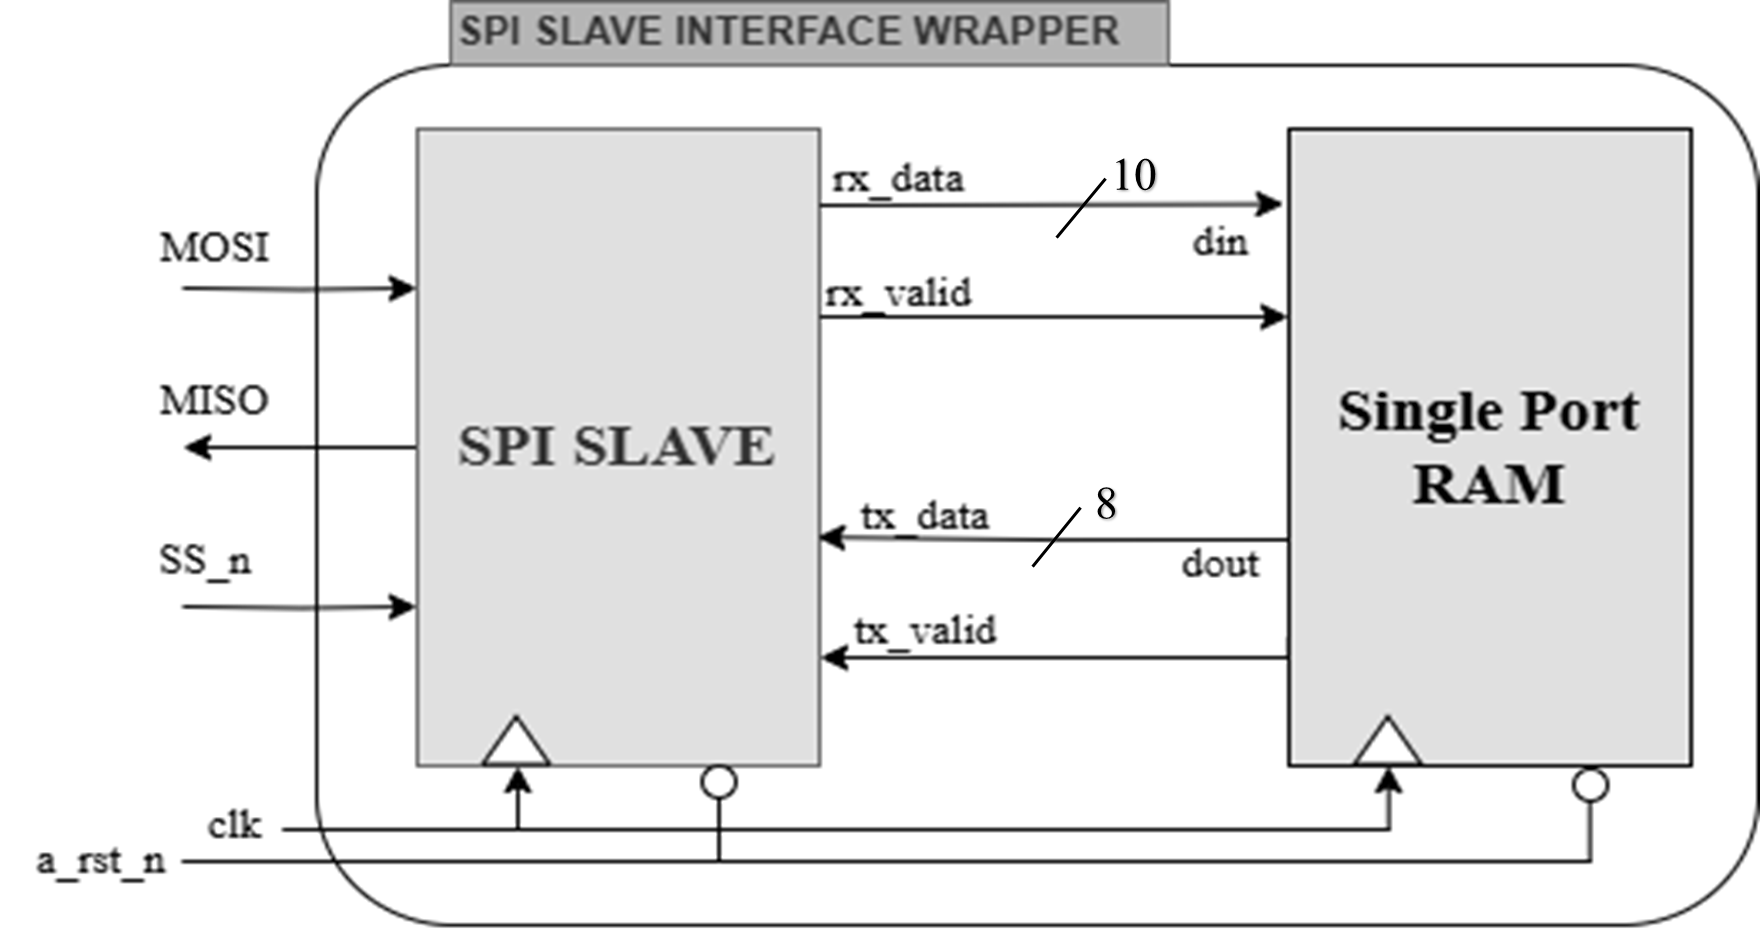 SPI SLAVE INTERFACE WRAPPER
rx_data
10
din
MOSI
rx_valid
MISO
SPI SLAVE
Single Port
RAM
tx_data
8
dout
SS_n
tx_valid
clk
a_rst_n